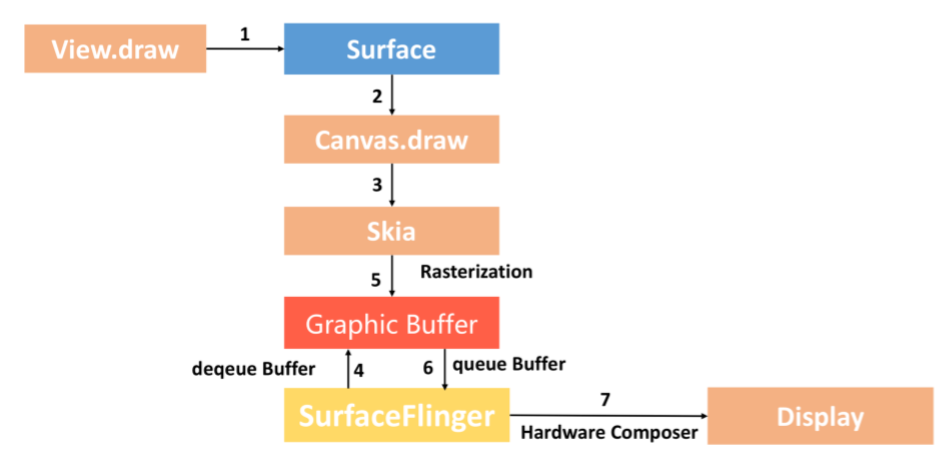 View.draw
1
Surface
2
Canvas.draw
3
Skia
5
Rasterization
Graphic Buffer
deqeue Buffer
4
6
queue Buffer
SurfaceFlinger
7
Hardware Composer
Display